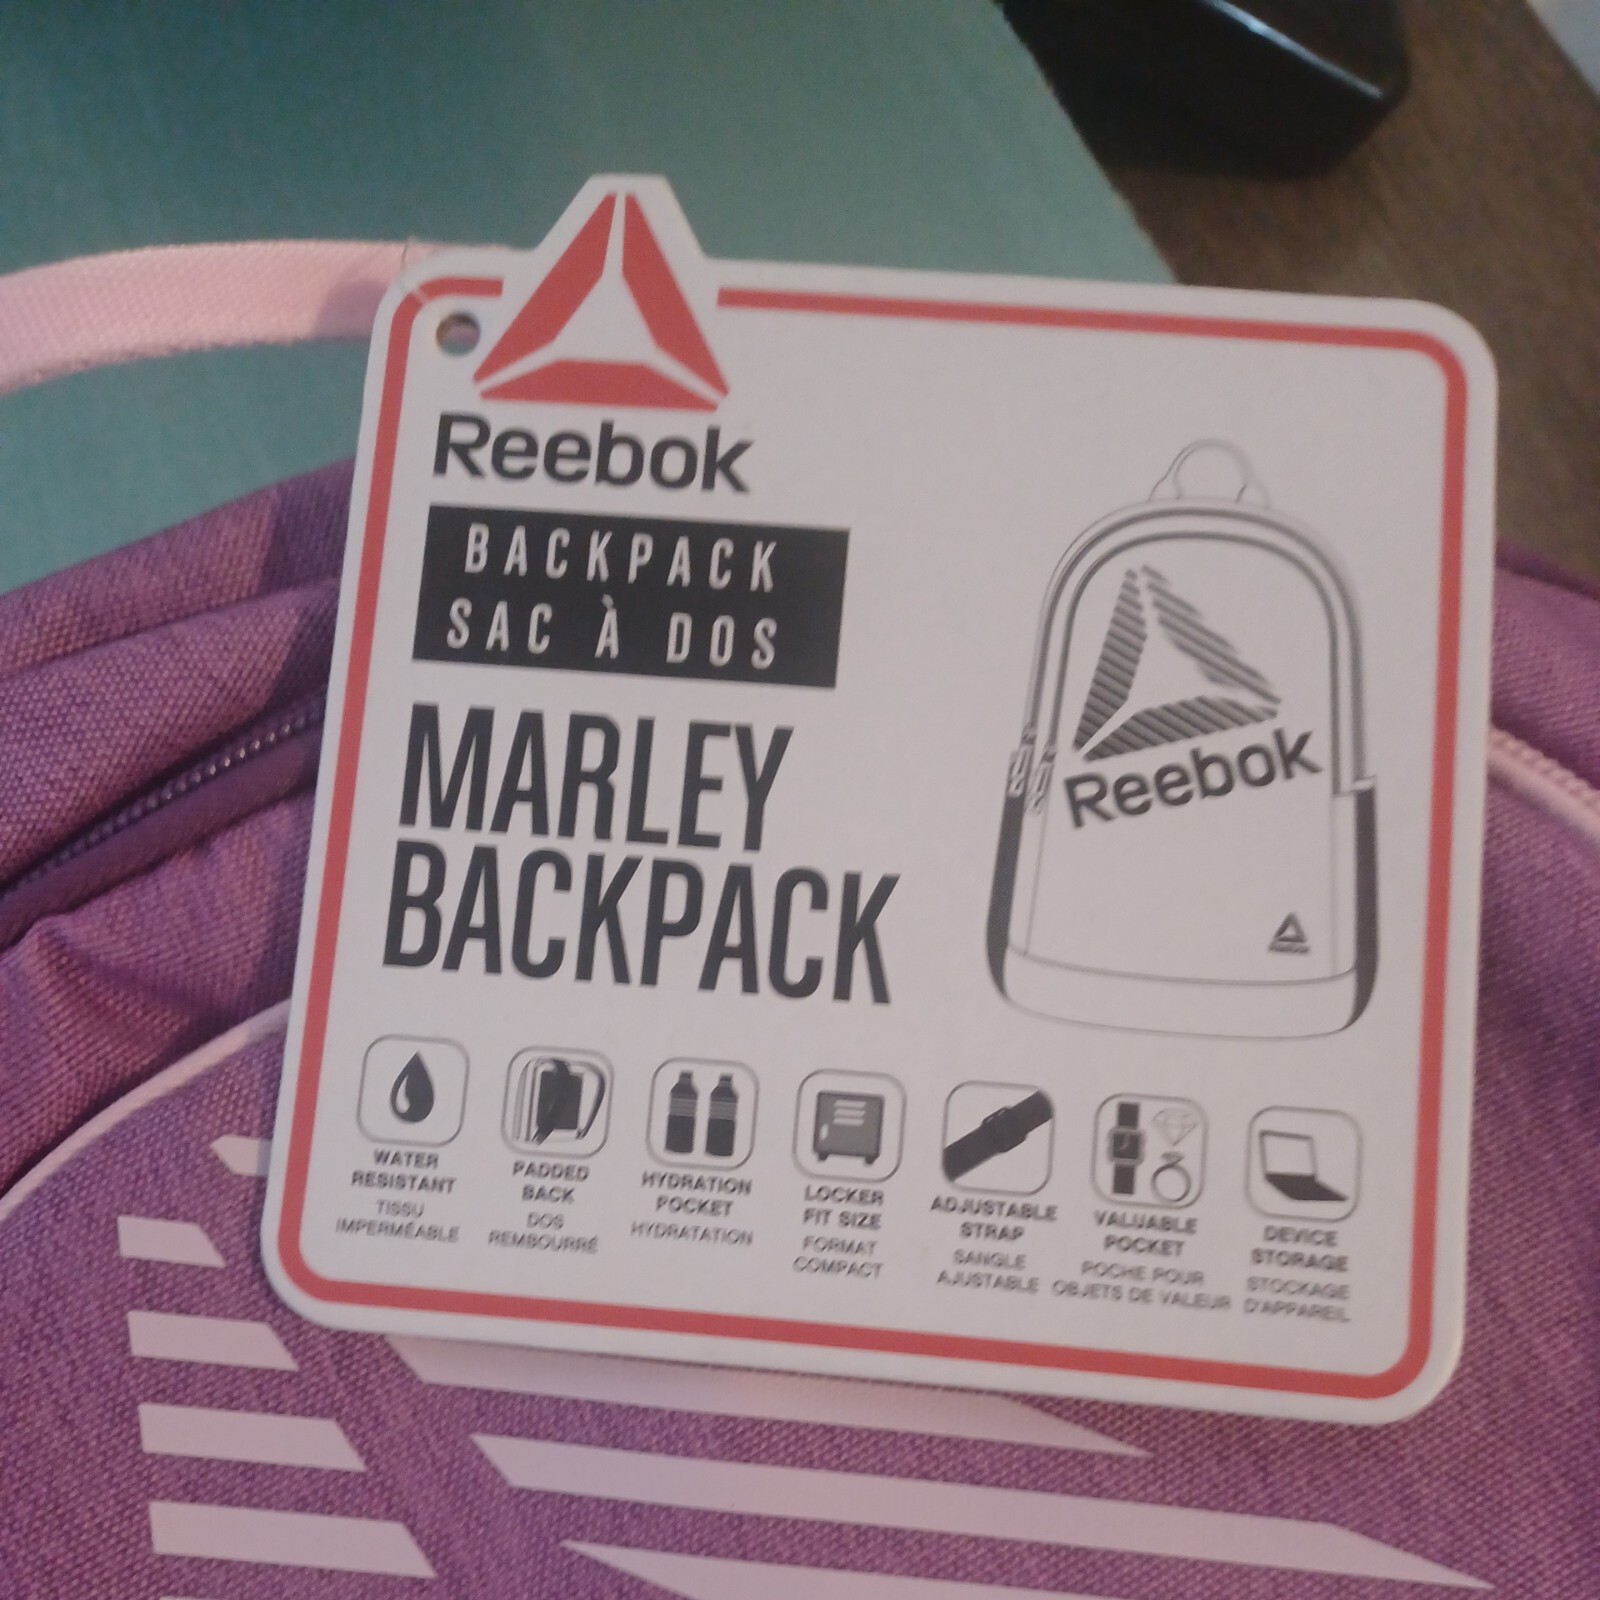 Reebok
BACKPACK
SAC À DOS
MARLEY
BACKPACK
Reebok
WATER
RESISTANT
TISSU
IMPERMÉABLE
PADDED
BACK
DOS
REMBOURRÉ
HYDRATION
POCKET
HYDRATATION
LOCKER
FIT SIZE
FORMAT
COMPACT
ADJUSTABLE
STRAP
SANGLE
AJUSTABLE
VALUABLE
POCKET
POCHE POUR
OBJETS DE VALEUR
DEVICE
STORAGE
STOCKAGE
D'APPAREIL